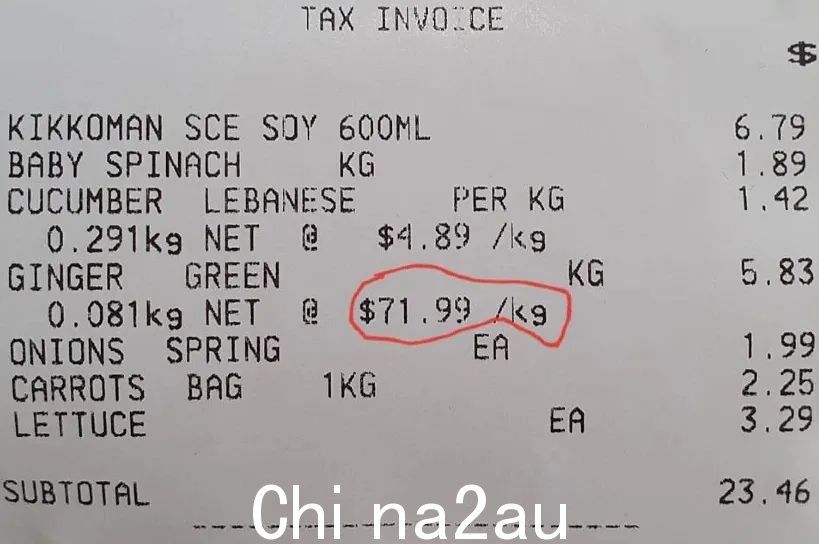 TAX INVOICE
$
KIKKOMAN SCE SOY 600ML 6.79
BABY SPINACH KG 1.89
CUCUMBER LEBANESE PER KG 1.42
0.291kg NET @ $4.89 /kg
GINGER GREEN KG 5.83
0.081kg NET @ $71.99 /kg
ONIONS SPRING EA 1.99
CARROTS BAG 1KG 2.25
LETTUCE EA 3.29
SUBTOTAL 23.46
China2au